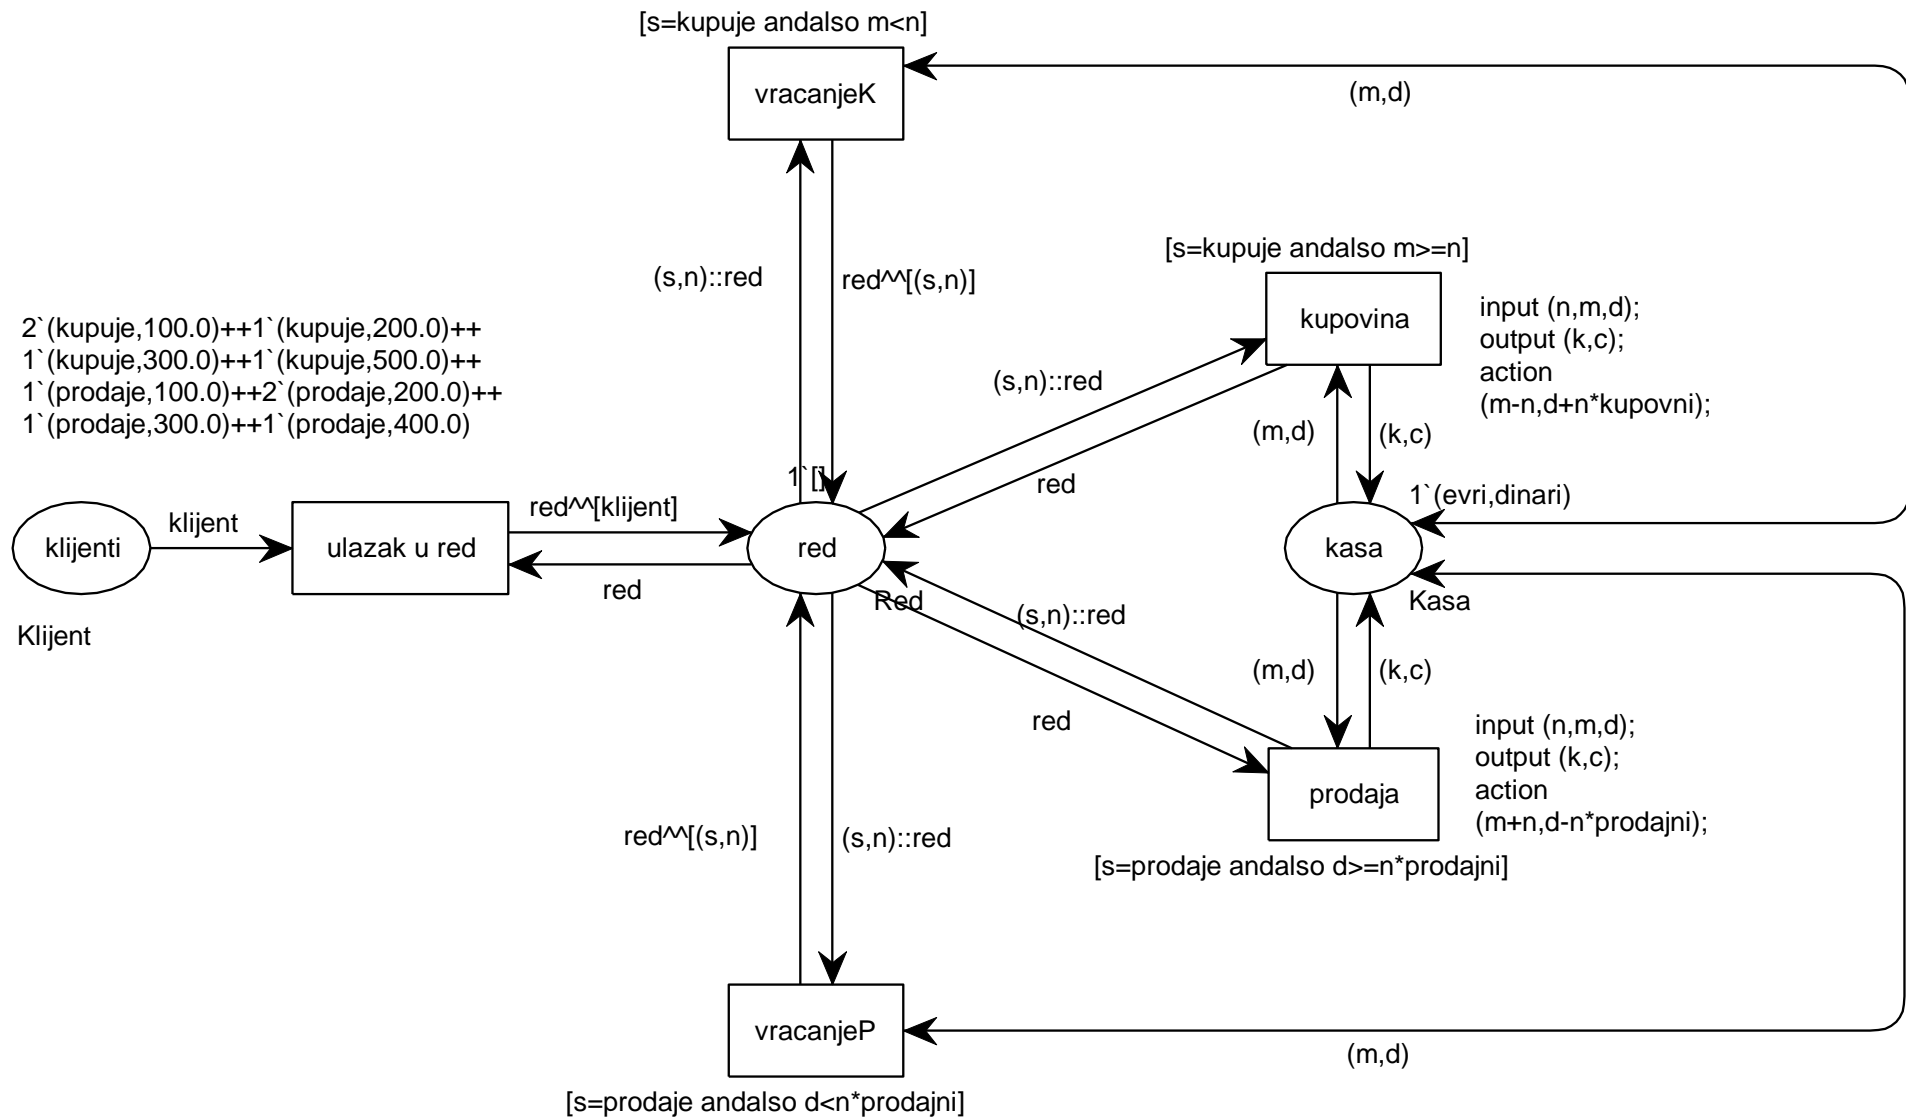 [s=kupuje andalso m<n]
vracanjeK
(m,d)
[s=kupuje andalso m>=n]
(s,n)::red
red^^[(s,n)]
kupovina
input (n,m,d);
output (k,c);
action
(m-n,d+n*kupovni);
2`(kupuje,100.0)++1`(kupuje,200.0)++
1`(kupuje,300.0)++1`(kupuje,500.0)++
1`(prodaje,100.0)++2`(prodaje,200.0)++
1`(prodaje,300.0)++1`(prodaje,400.0)
(s,n)::red
(m,d)
(k,c)
1`[]
red
1`(evri,dinari)
klijenti
klijent
ulazak u red
red^^[klijent]
red
red
kasa
Red
Kasa
Klijent
(s,n)::red
(m,d)
(k,c)
red
prodaja
input (n,m,d);
output (k,c);
action
(m+n,d-n*prodajni);
red^^[(s,n)]
(s,n)::red
[s=prodaje andalso d>=n*prodajni]
vracanjeP
(m,d)
[s=prodaje andalso d<n*prodajni]